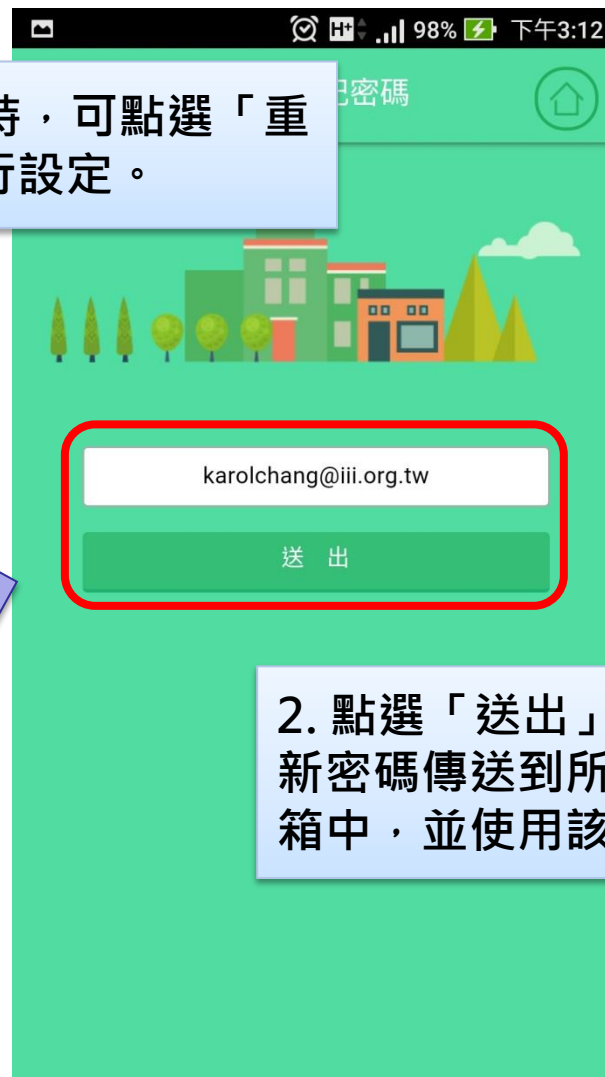 98% 下午3:12
時，可點選「重
行設定。
記密碼
karolchang@iii.org.tw
送 出
2. 點選「送出」
新密碼傳送到所
箱中，並使用該